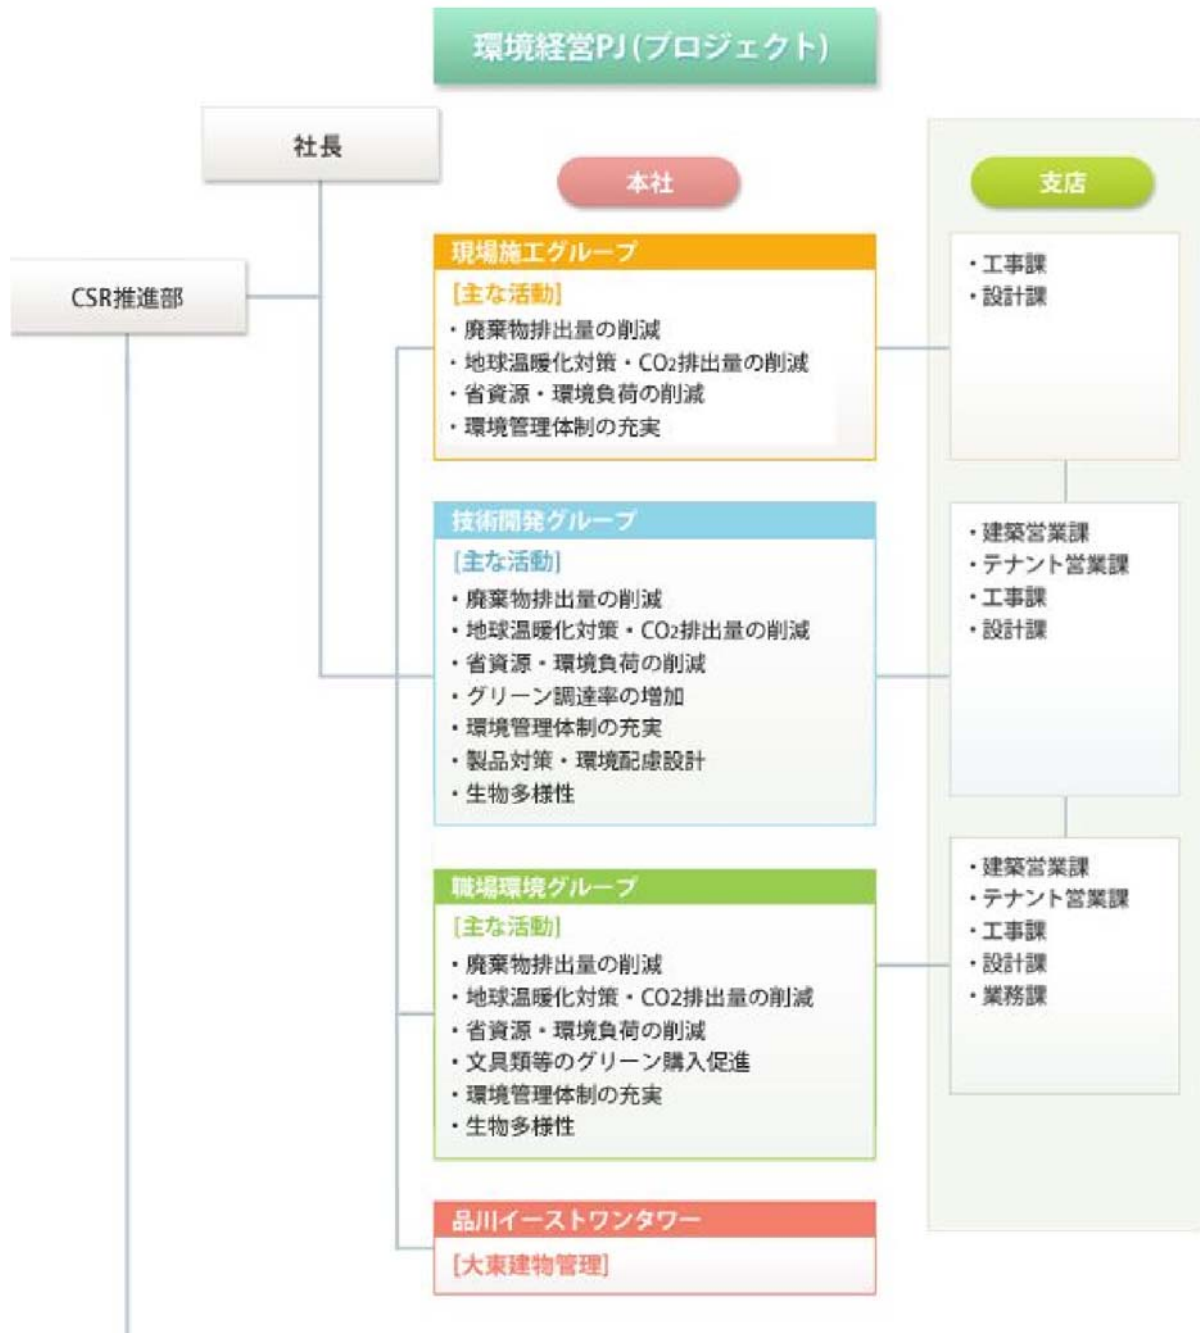 環境経営PJ(プロジェクト)
社長
本社
支店
CSR推進部
現場施工グループ
[主な活動]
・廃棄物排出量の削減
・地球温暖化対策・CO2排出量の削減
・省資源・環境負荷の削減
・環境管理体制の充実
・工事課
・設計課
技術開発グループ
[主な活動]
・廃棄物排出量の削減
・地球温暖化対策・CO2排出量の削減
・省資源・環境負荷の削減
・グリーン調達率の増加
・環境管理体制の充実
・製品対策・環境配慮設計
・生物多様性
・建築営業課
・テナント営業課
・工事課
・設計課
職場環境グループ
[主な活動]
・廃棄物排出量の削減
・地球温暖化対策・CO2排出量の削減
・省資源・環境負荷の削減
・文具類等のグリーン購入促進
・環境管理体制の充実
・生物多様性
・建築営業課
・テナント営業課
・工事課
・設計課
・業務課
品川イーストワンタワー
[大東建物管理]